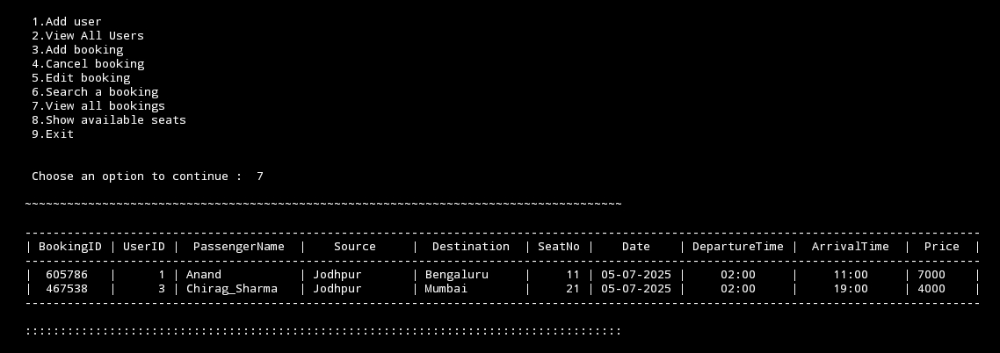 1.Add user
2.View All Users
3.Add booking
4.Cancel booking
5.Edit booking
6.Search a booking
7.View all bookings
8.Show available seats
9.Exit
Choose an option to continue :  7
~~~~~~~~~~~~~~~~~~~~~~~~~~~~~~~~~~~~~~~~~~~~~~~~~~~~~~~~~~~~~~~~~~~~~~~~~~~~~~~~~~~~~
----------------------------------------------------------------------------------------------------------------------------------------
| BookingID | UserID |  PassengerName  |    Source     |  Destination  | SeatNo |    Date    | DepartureTime |  ArrivalTime  |  Price  |
----------------------------------------------------------------------------------------------------------------------------------------
|  605786   |      1 | Anand           | Jodhpur       | Bengaluru     |     11 | 05-07-2025 |     02:00     |     11:00     | 7000    |
|  467538   |      3 | Chirag_Sharma   | Jodhpur       | Mumbai        |     21 | 05-07-2025 |     02:00     |     19:00     | 4000    |
----------------------------------------------------------------------------------------------------------------------------------------
:::::::::::::::::::::::::::::::::::::::::::::::::::::::::::::::::::::::::::::::::::::